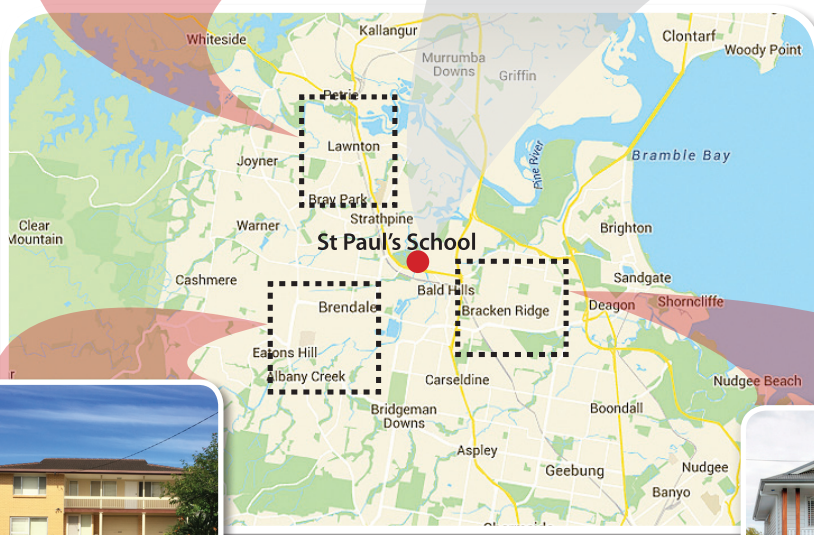 Kallangur
Whiteside
Clontarf
Woody Point
Murrumba
Downs
Griffin
Petrie
Lawnton
Joyner
Pine River
Bramble Bay
Bray Park
Strathpine
Clear
Mountain
Warner
Brighton
St Paul's School
Cashmere
Sandgate
Bald Hills
Shorncliffe
Deagon
Brendale
Bracken Ridge
Eatons Hill
Albany Creek
Carseldine
Nudgee Beach
Bridgeman
Downs
Boondall
Aspley
Geebung
Nudgee
Banyo